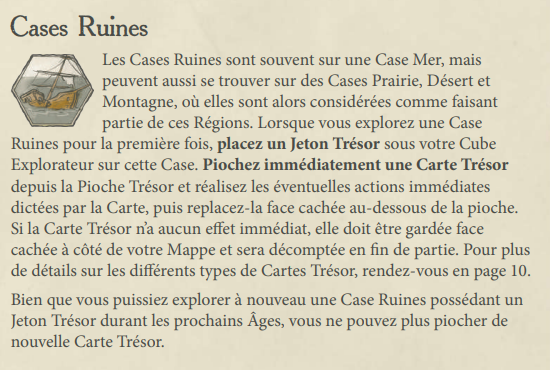 Cases Ruines
Les Cases Ruines sont souvent sur une Case Mer, mais
peuvent aussi se trouver sur des Cases Prairie, Désert et
Montagne, où elles sont alors considérées comme faisant
partie de ces Régions. Lorsque vous explorez une Case
Ruines pour la première fois, placez un Jeton Trésor sous votre Cube
Explorateur sur cette Case. Piochez immédiatement une Carte Trésor
depuis la Pioche Trésor et réalisez les éventuelles actions immédiates
dictées par la Carte, puis replacez-la face cachée au-dessous de la pioche.
Si la Carte Trésor n'a aucun effet immédiat, elle doit être gardée face
cachée à côté de votre Mappe et sera décomptée en fin de partie. Pour plus
de détails sur les différents types de Cartes Trésor, rendez-vous en page 10.
Bien que vous puissiez explorer à nouveau une Case Ruines possédant un
Jeton Trésor durant les prochains Âges, vous ne pouvez plus piocher de
nouvelle Carte Trésor.